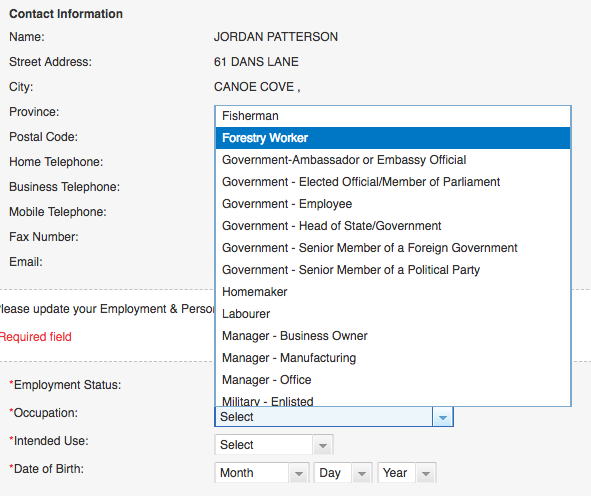 Contact Information
Name: JORDAN PATTERSON
Street Address: 61 DANS LANE
City: CANOE COVE ,
Province:
Fisherman
Postal Code:
Forestry Worker
Home Telephone:
Government-Ambassador or Embassy Official
Business Telephone:
Government - Elected Official/Member of Parliament
Government - Employee
Mobile Telephone:
Government - Head of State/Government
Fax Number:
Government - Senior Member of a Foreign Government
Email:
Government - Senior Member of a Political Party
Homemaker
lease update your Employment & Perso
Labourer
Required field
Manager - Business Owner
Manager - Manufacturing
*Employment Status:
Manager - Office
Military - Enlisted
*Occupation: Select
*Intended Use: Select
*Date of Birth: Month Day Year